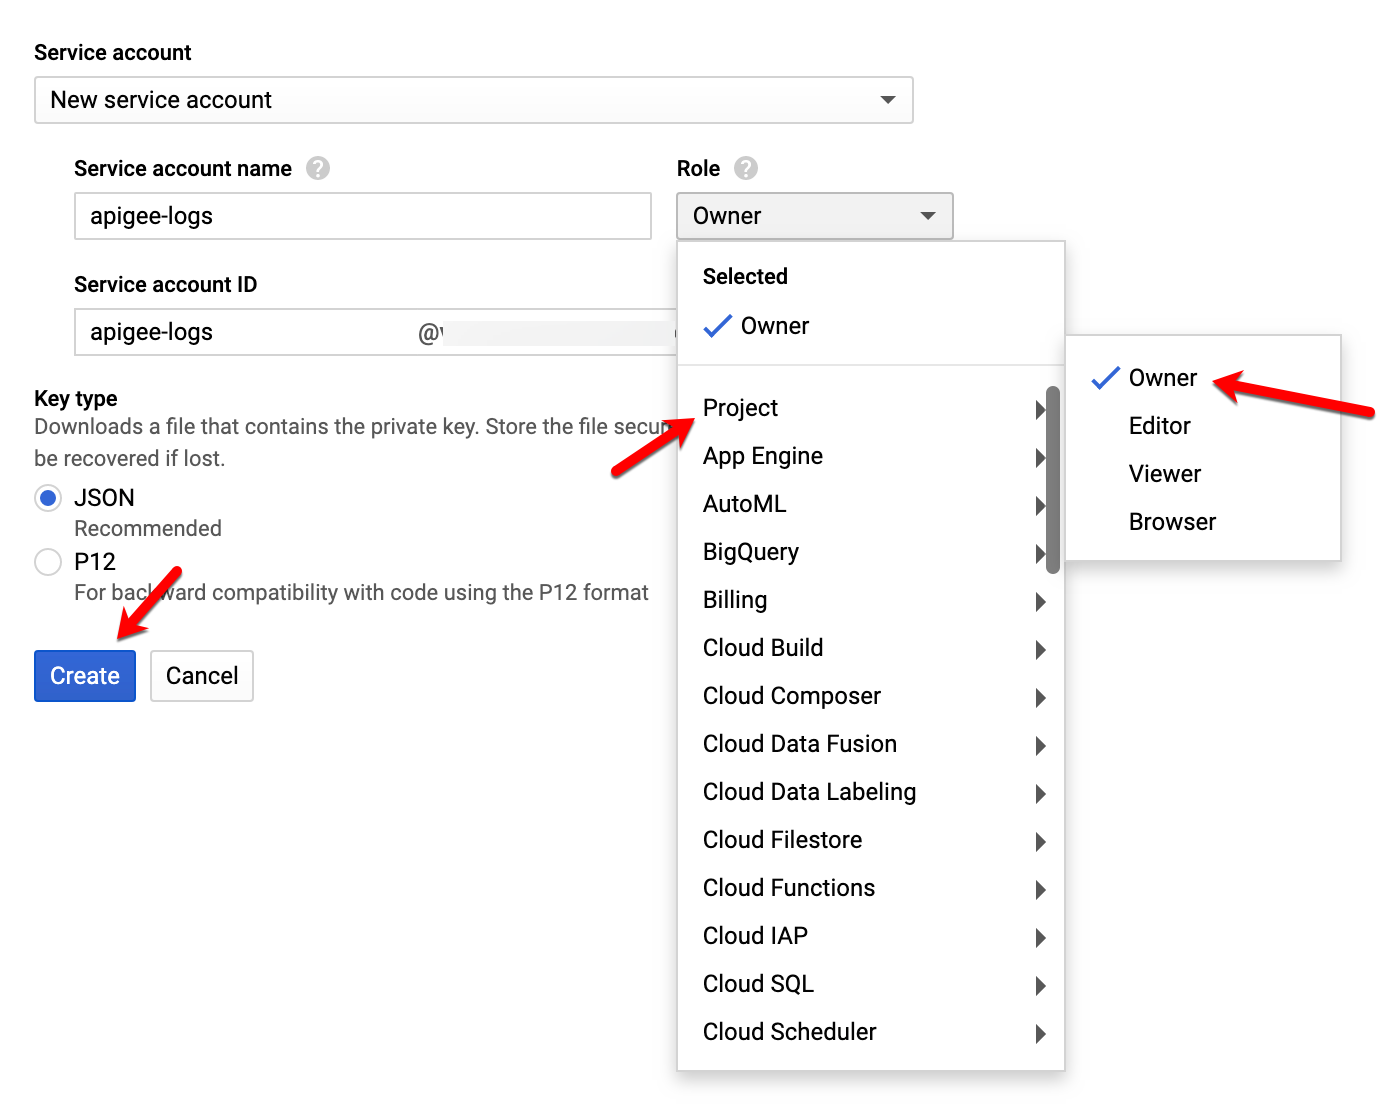 Service account
New service account
Service account name
Role
apigee-logs
Owner
Service account ID
apigee-logs
Key type
Downloads a file that contains the private key. Store the file
be recovered if lost.
JSON
Recommended
P12
For backward compatibility with code using the P12 format
Create
Cancel
Selected
Owner
Project
App Engine
AutoML
BigQuery
Billing
Cloud Build
Cloud Composer
Cloud Data Fusion
Cloud Data Labeling
Cloud Filestore
Cloud Functions
Cloud IAP
Cloud SQL
Cloud Scheduler
Owner
Editor
Viewer
Browser